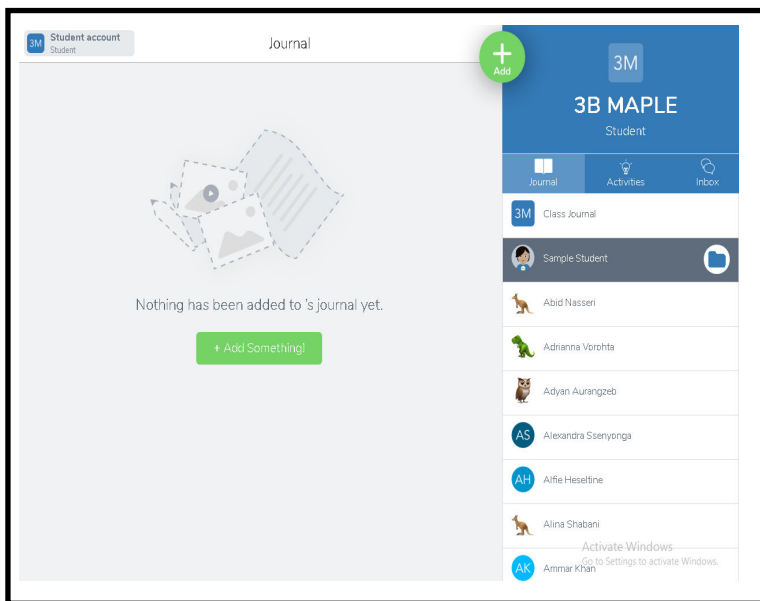 3M
Student account
Student
Journal
Add
3M
3B MAPLE
Student
Journal
Activities
Inbox
Nothing has been added to 's journal yet.
+ Add Something!
3M
Class Journal
Sample Student
Abid Nasseri
Adrianna Vorohta
Adyan Aurangzeb
AS
Alexandra Ssenyonga
AH
Alfie Heseltine
Alina Shabani
AK
Ammar Khan
Activate Windows
Go to Settings to activate Windows.